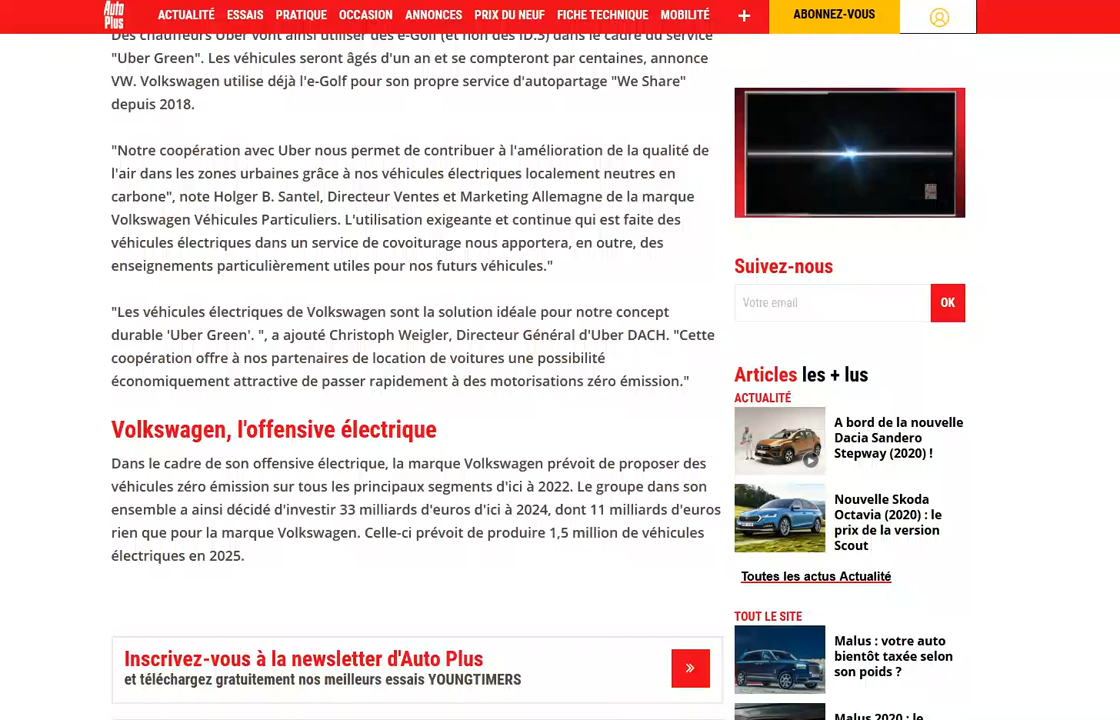 Auto Plus
ACTUALITÉ ESSAIS PRATIQUE OCCASION ANNONCES PRIX DU NEUF FICHE TECHNIQUE MOBILITÉ +
ABONNEZ-VOUS
Des chauffeurs Uber vont ainsi utiliser des e-Golf (et non des ID.3) dans le cadre du service
"Uber Green". Les véhicules seront âgés d'un an et se compteront par centaines, annonce
VW. Volkswagen utilise déjà l'e-Golf pour son propre service d'autopartage "We Share"
depuis 2018.
"Notre coopération avec Uber nous permet de contribuer à l'amélioration de la qualité de
l'air dans les zones urbaines grâce à nos véhicules électriques localement neutres en
carbone", note Holger B. Santel, Directeur Ventes et Marketing Allemagne de la marque
Volkswagen Véhicules Particuliers. L'utilisation exigeante et continue qui est faite des
véhicules électriques dans un service de covoiturage nous apportera, en outre, des
enseignements particulièrement utiles pour nos futurs véhicules."
"Les véhicules électriques de Volkswagen sont la solution idéale pour notre concept
durable 'Uber Green'. ", a ajouté Christoph Weigler, Directeur Général d'Uber DACH. "Cette
coopération offre à nos partenaires de location de voitures une possibilité
économiquement attractive de passer rapidement à des motorisations zéro émission."
Volkswagen, l'offensive électrique
Dans le cadre de son offensive électrique, la marque Volkswagen prévoit de proposer des
véhicules zéro émission sur tous les principaux segments d'ici à 2022. Le groupe dans son
ensemble a ainsi décidé d'investir 33 milliards d'euros d'ici à 2024, dont 11 milliards d'euros
rien que pour la marque Volkswagen. Celle-ci prévoit de produire 1,5 million de véhicules
électriques en 2025.
Inscrivez-vous à la newsletter d'Auto Plus
et téléchargez gratuitement nos meilleurs essais YOUNGTIMERS
»
Suivez-nous
Votre email
OK
Articles les + lus
ACTUALITÉ
A bord de la nouvelle
Dacia Sandero
Stepway (2020) !
Nouvelle Skoda
Octavia (2020) : le
prix de la version
Scout
Toutes les actus Actualité
TOUT LE SITE
Malus : votre auto
bientôt taxée selon
son poids ?
Malus 2020 : le